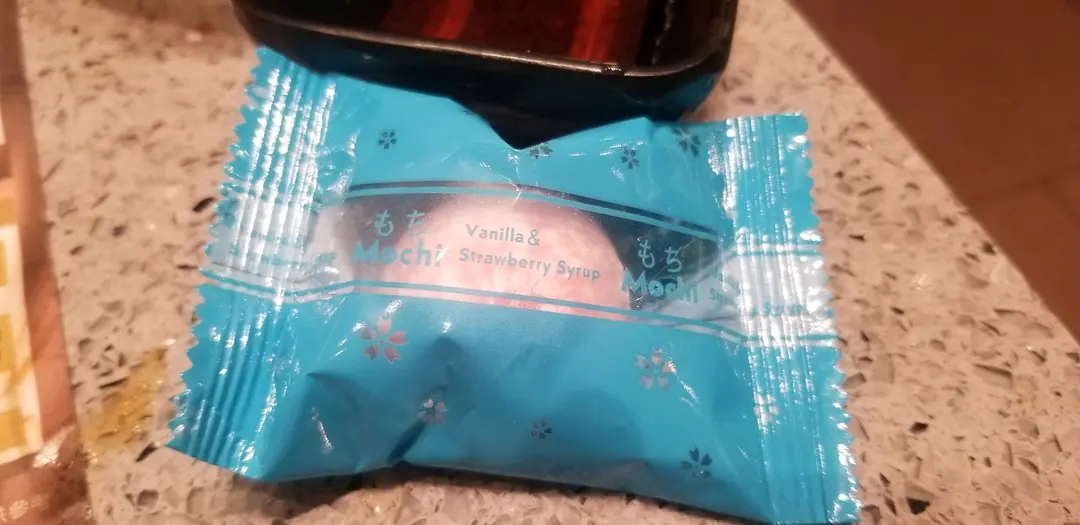 もち
Mochi
Vanilla &
Strawberry Syrup
もち
Mochi